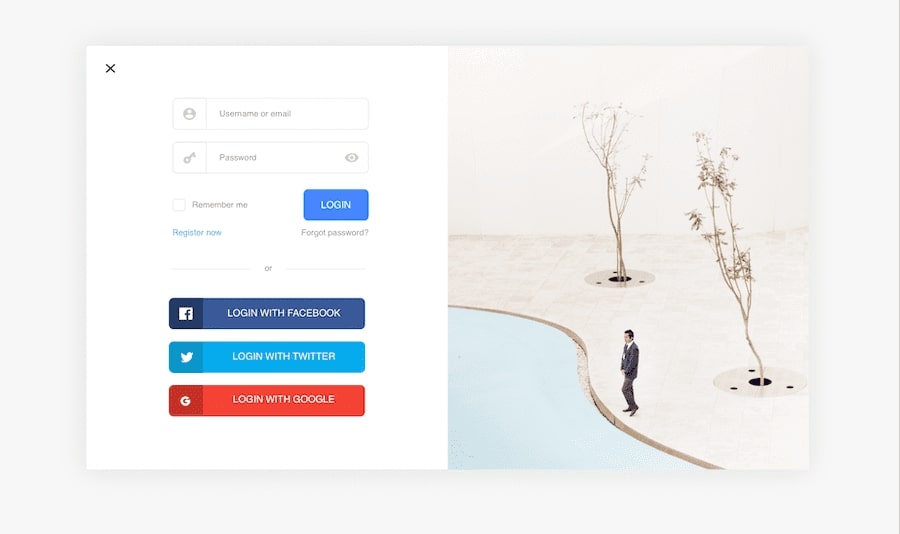 Username or email
Password
Remember me
LOGIN
Register now
Forgot password?
or
LOGIN WITH FACEBOOK
LOGIN WITH TWITTER
LOGIN WITH GOOGLE